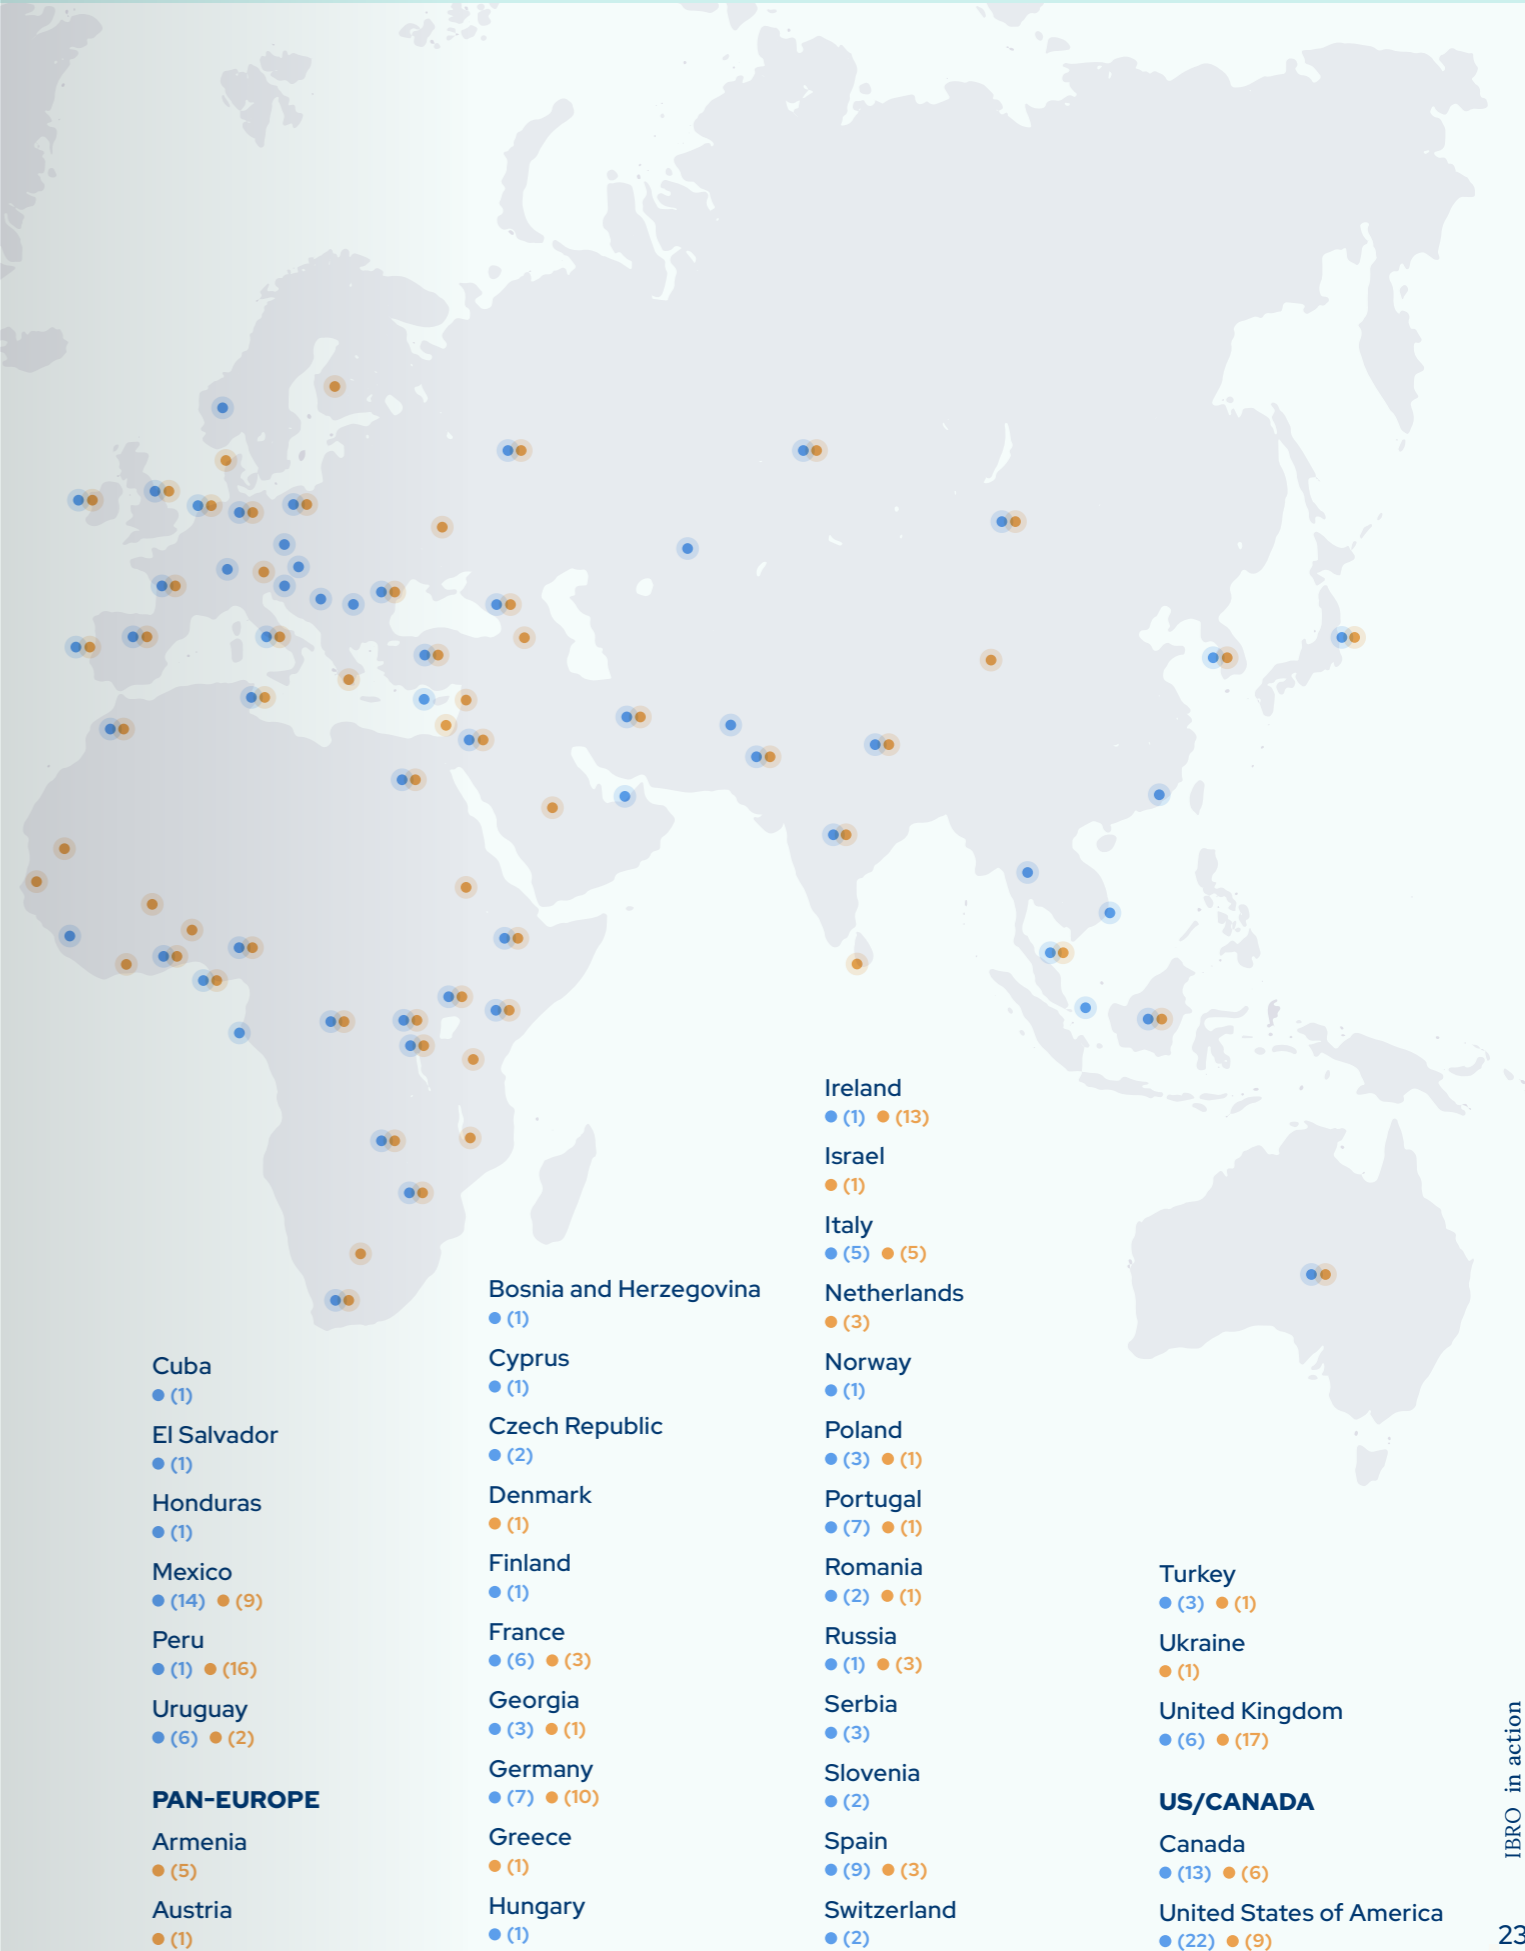 Cuba
(1)
El Salvador
(1)
Honduras
(1)
Mexico
(14) (9)
Peru
(1) (16)
Uruguay
(6) (2)
PAN-EUROPE
Armenia
(5)
Austria
(1)
Bosnia and Herzegovina
(1)
Cyprus
(1)
Czech Republic
(2)
Denmark
(1)
Finland
(1)
France
(6) (3)
Georgia
(3) (1)
Germany
(7) (10)
Greece
(1)
Hungary
(1)
Ireland
(1) (13)
Israel
(1)
Italy
(5) (5)
Netherlands
(3)
Norway
(1)
Poland
(3) (1)
Portugal
(7) (1)
Romania
(2) (1)
Russia
(1) (3)
Serbia
(3)
Slovenia
(2)
Spain
(9) (3)
Switzerland
(2)
Turkey
(3) (1)
Ukraine
(1)
United Kingdom
(6) (17)
US/CANADA
Canada
(13) (6)
United States of America
(22) (9)
IBRO in action
23